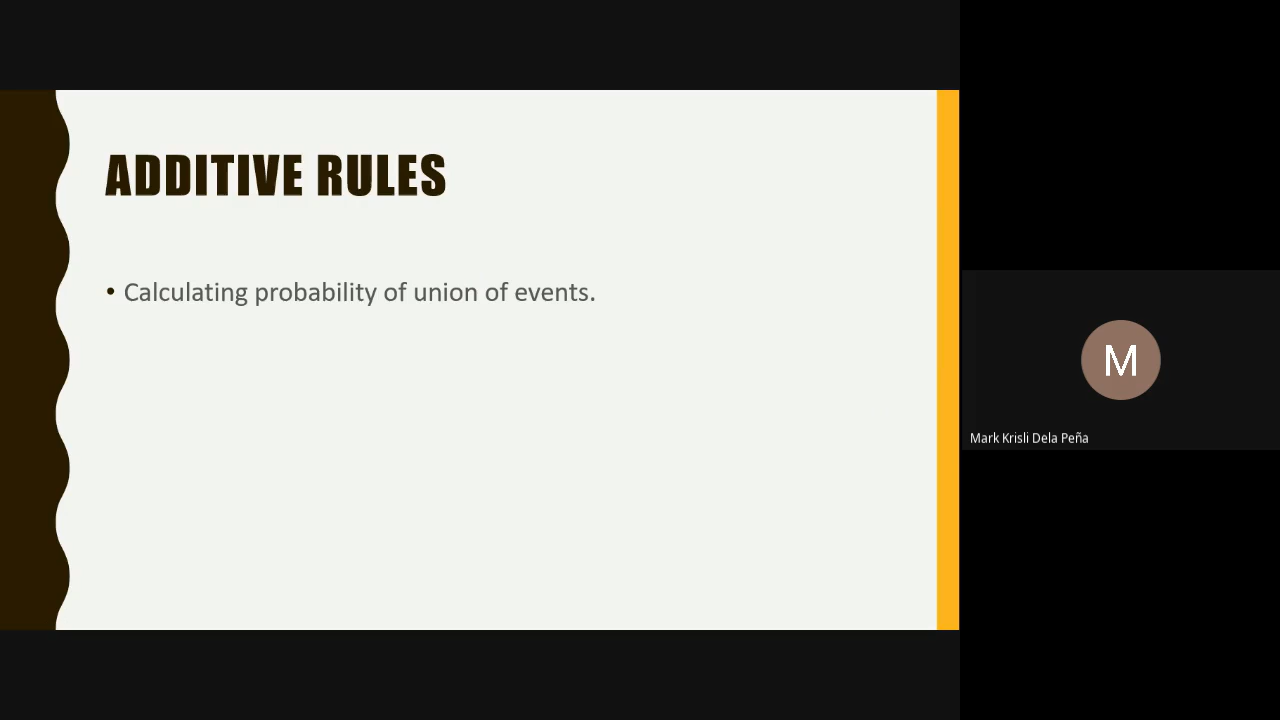 ADDITIVE RULES
• Calculating probability of union of events.
M
Mark Krisli Dela Peña